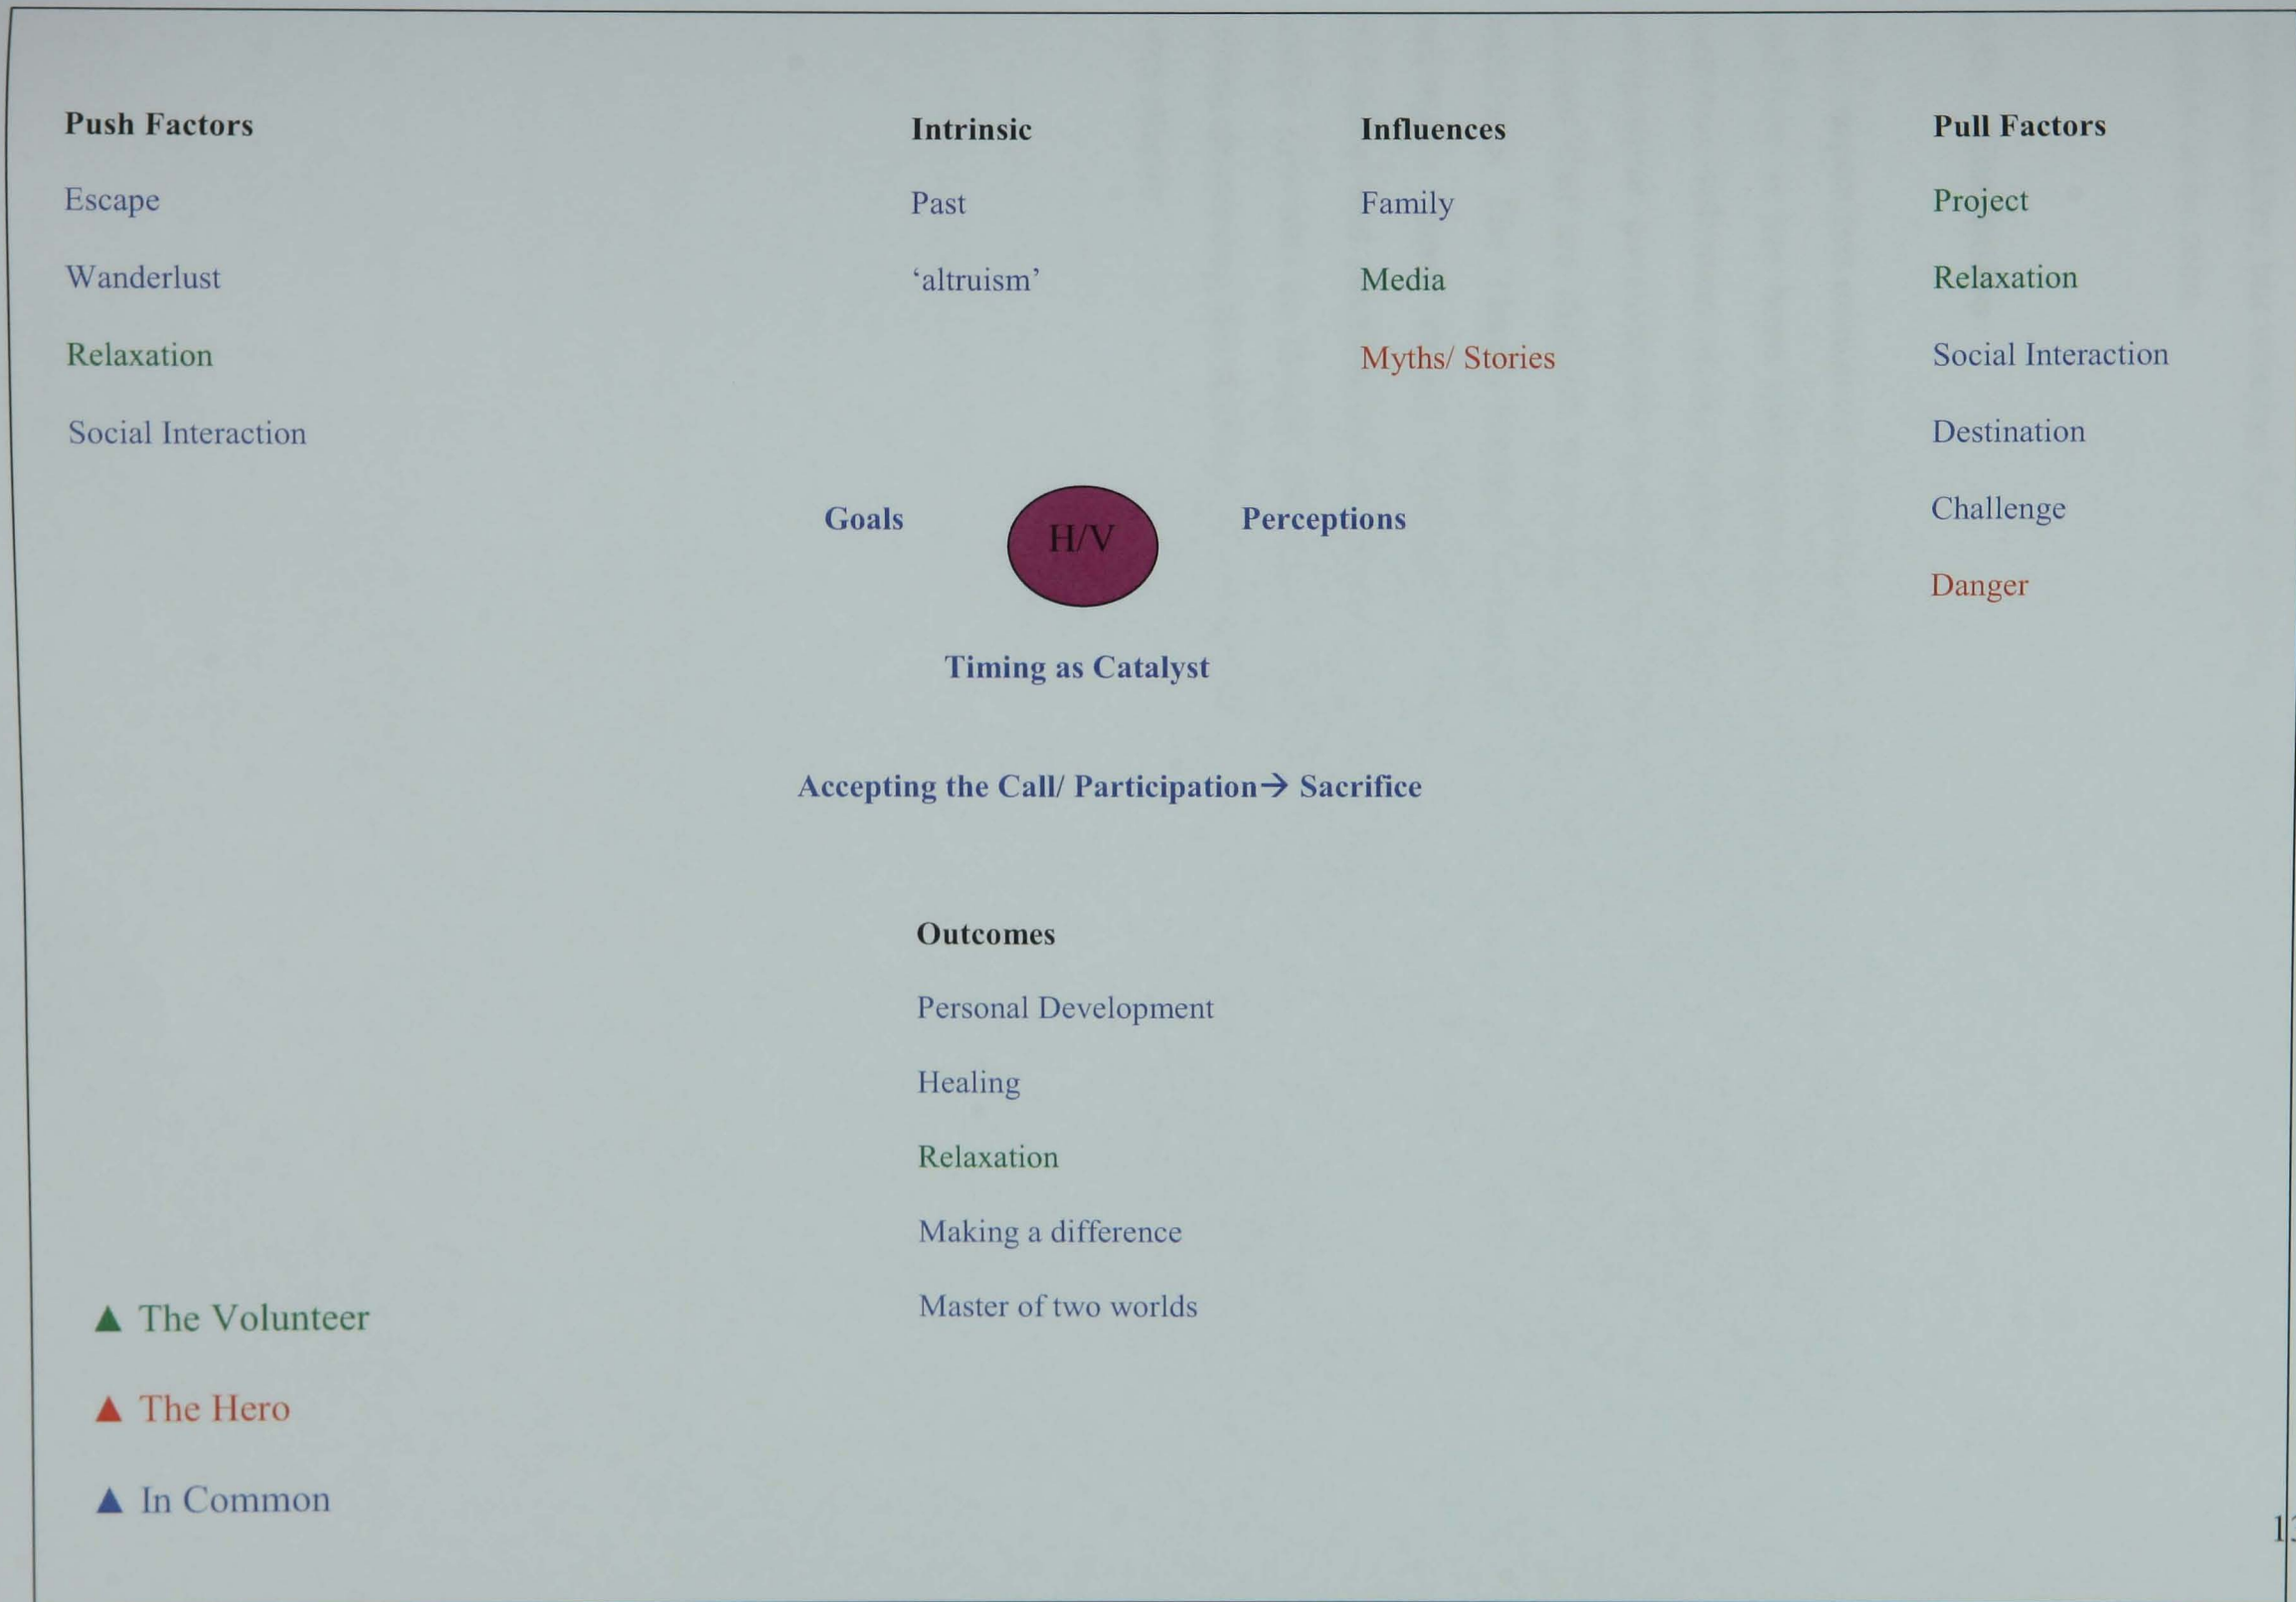 Push Factors
Escape
Wanderlust
Relaxation
Social Interaction
Intrinsic
Past
‘altruism’
Influences
Family
Media
Myths/ Stories
Pull Factors
Project
Relaxation
Social Interaction
Destination
Challenge
Danger
Goals
H/V
Perceptions
Timing as Catalyst
Accepting the Call/ Participation→ Sacrifice
Outcomes
Personal Development
Healing
Relaxation
Making a difference
Master of two worlds
▲ The Volunteer
▲ The Hero
▲ In Common